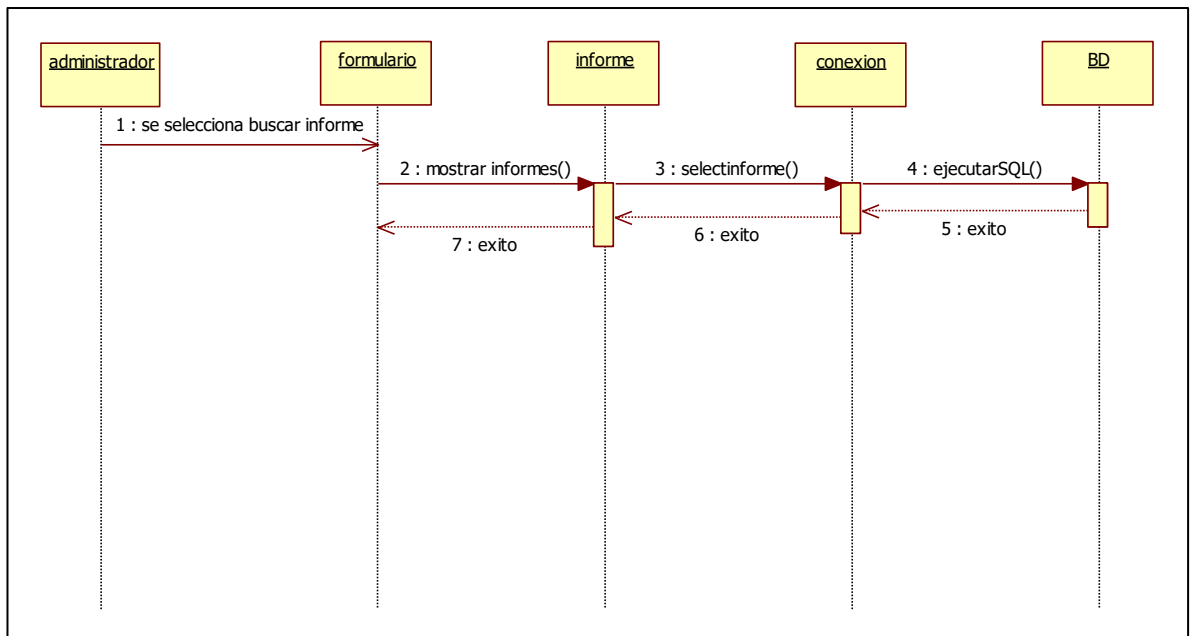 administrador
formulario
informe
conexion
BD
1 : se selecciona buscar informe
2 : mostrar informes()
3 : selectinforme()
4 : ejecutarSQL()
5 : exito
6 : exito
7 : exito